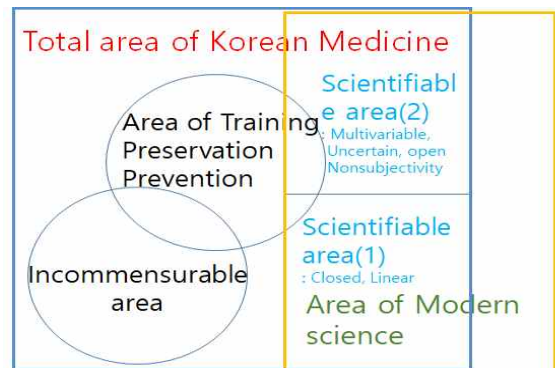 Total area of Korean Medicine
Scientifiabl
e area(2)
: Multivariable,
Uncertain, open
Nonsubjectivity
Area of Training
Preservation
Prevention
Scientifiable
area(1)
: Closed, Linear
Incommensurable
area
Area of Modern
science